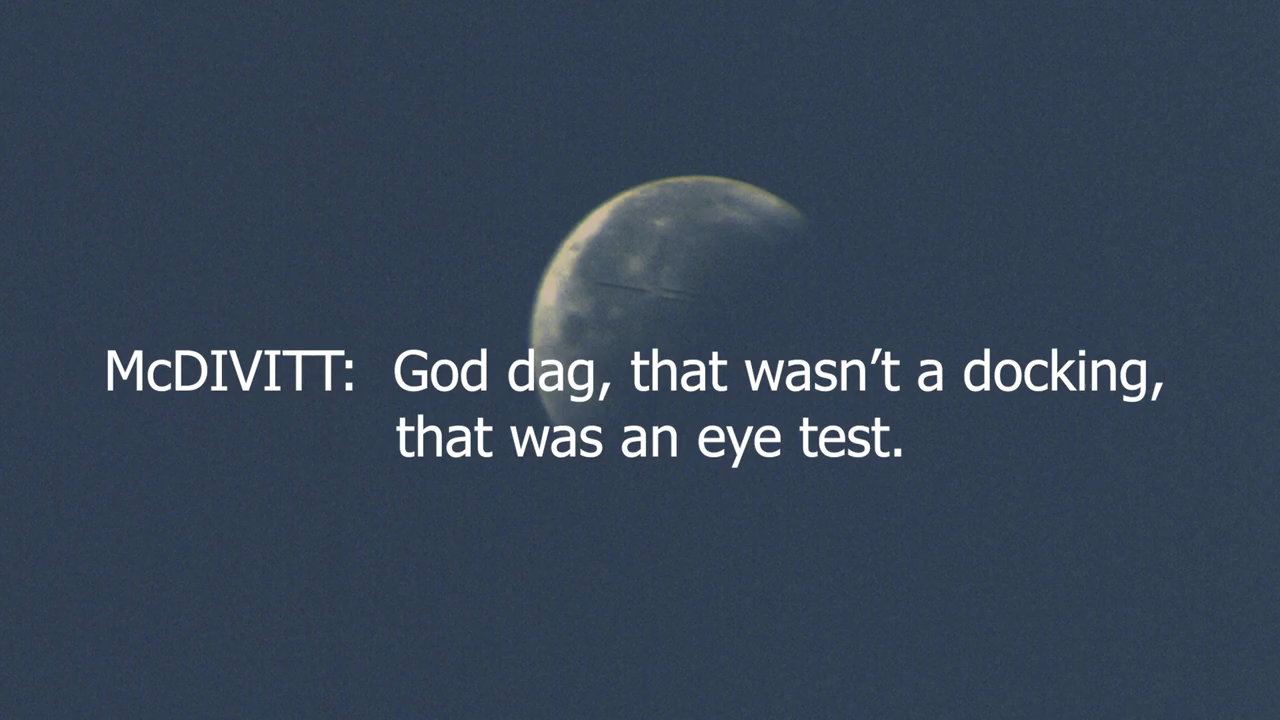 McDIVITT: God dag, that wasn’t a docking,
that was an eye test.